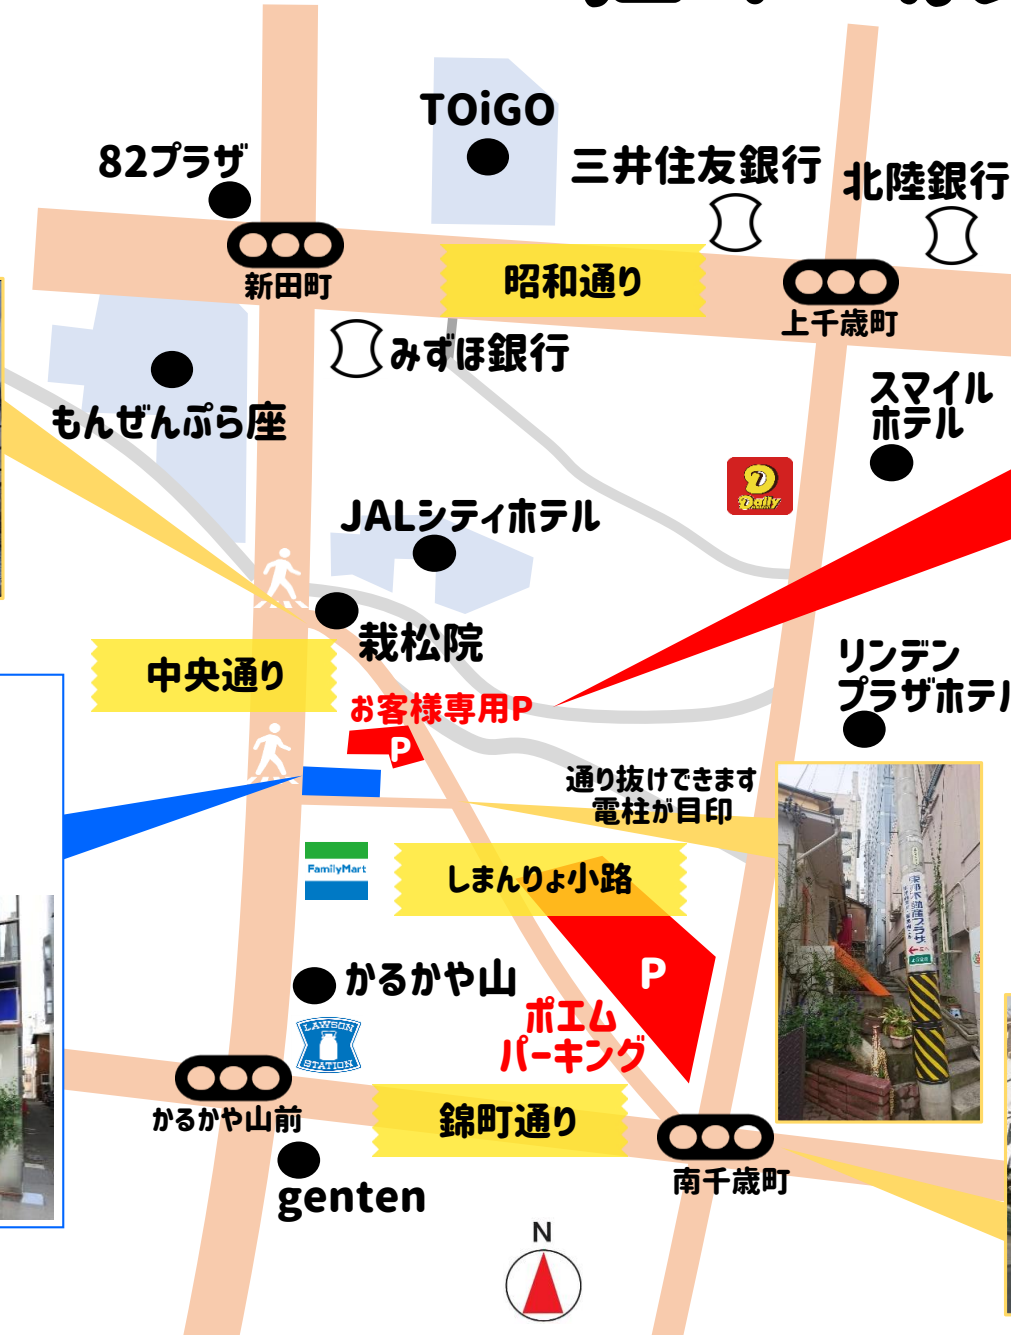 TOiGO
82プラザ
三井住友銀行
北陸銀行
新田町
昭和通り
上千歳町
みずほ銀行
スマイル
ホテル
もんぜんぷら座
Daily
JALシティホテル
栽松院
リンデン
プラザホテル
中央通り
お客様専用P
P
通り抜けできます
電柱が目印
FamilyMart
しまんりょ小路
P
かるかや山
ポエム
パーキング
LAWSON
STATION
かるかや山前
錦町通り
南千歳町
genten
N